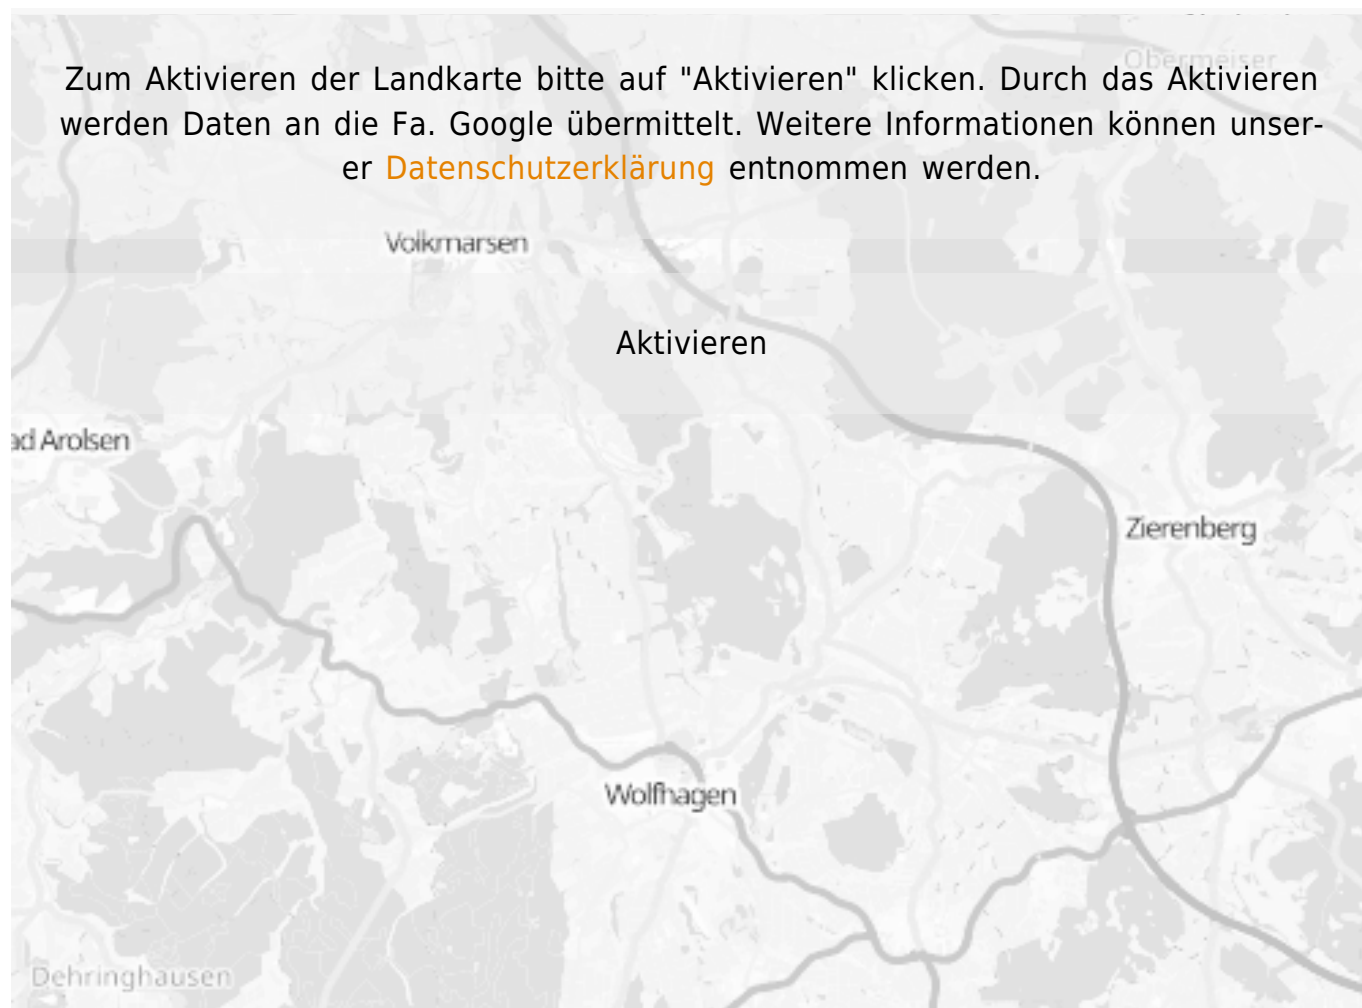 Obermeiser
Zum Aktivieren der Landkarte bitte auf "Aktivieren" klicken. Durch das Aktivieren
werden Daten an die Fa. Google übermittelt. Weitere Informationen können unser-
er Datenschutzerklärung entnommen werden.
Volkmarsen
Aktivieren
ad Arolsen
Zierenberg
Wolfhagen
Dehringhausen